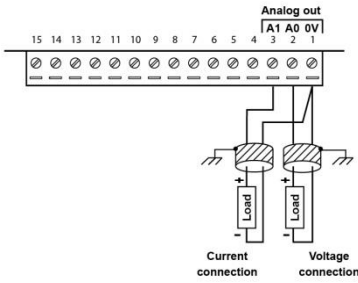 Analog out
A1 A0 0V
15 14 13 12 11 10 9 8 7 6 5 4 3 2 1
+ +
Load Load
- -
Current connection
Voltage connection